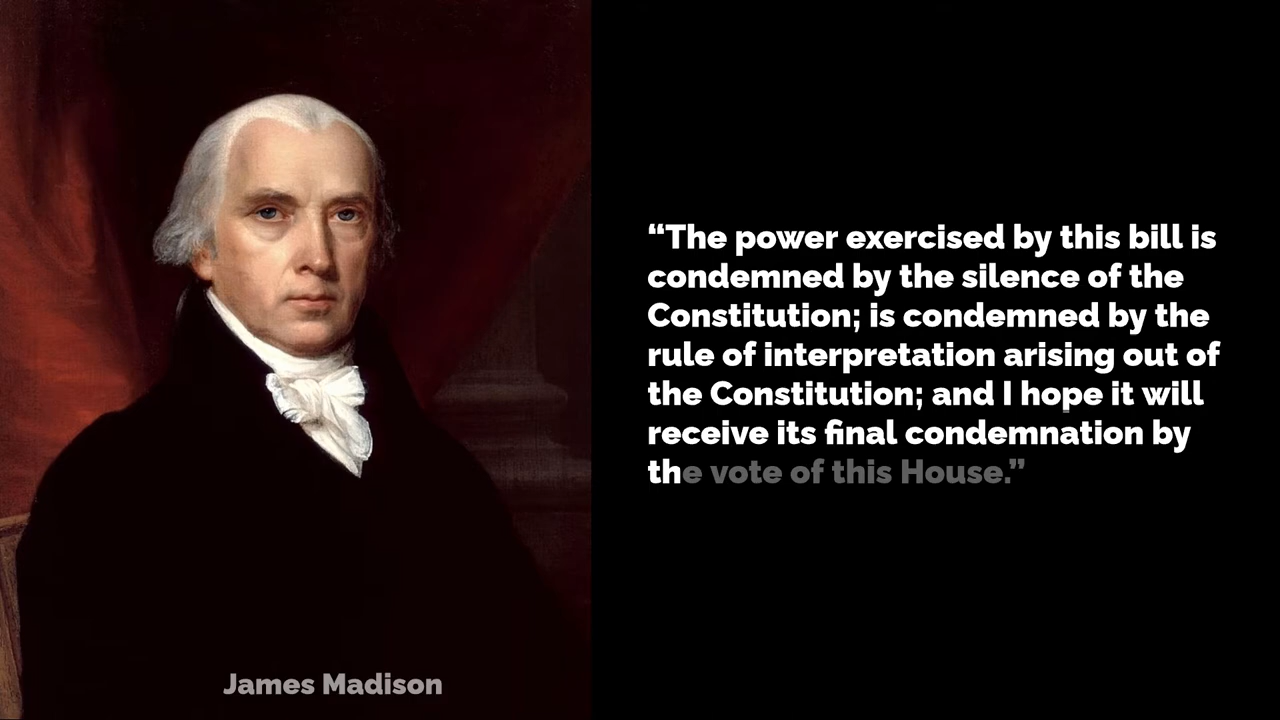 “The power exercised by this bill is
condemned by the silence of the
Constitution; is condemned by the
rule of interpretation arising out of
the Constitution; and I hope it will
receive its final condemnation by
the vote of this House.”
James Madison